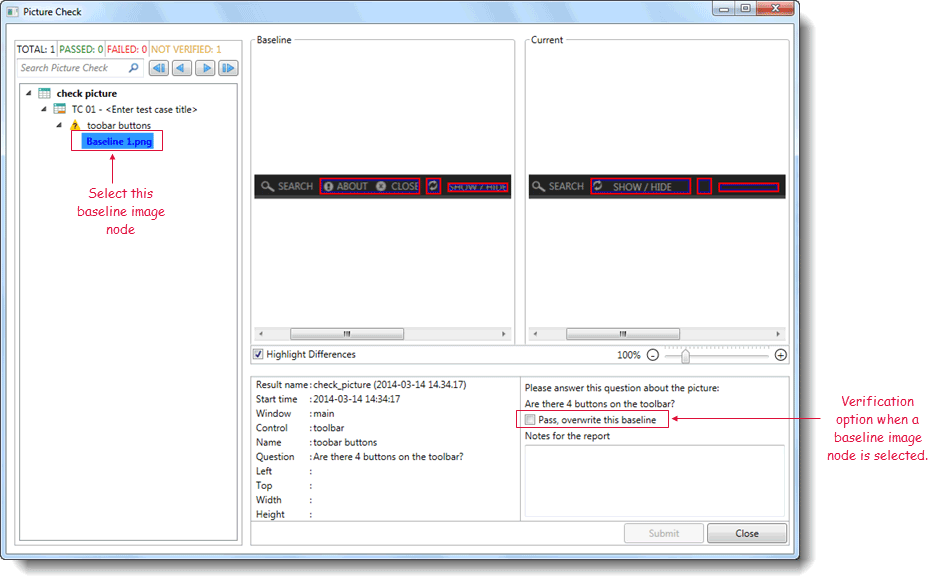 Picture Check
TOTAL: 1 PASSED: 0 FAILED: 0 NOT VERIFIED: 1
Search Picture Check
check picture
TC 01 - <Enter test case title>
toobar buttons
Baseline 1.png
Select this
baseline image
node
Baseline
SEARCH ABOUT CLOSE SHOW / HIDE
Current
SEARCH SHOW / HIDE
Highlight Differences
100%
Result name : check_picture (2014-03-14 14.34.17)
Start time : 2014-03-14 14:34:17
Window : main
Control : toolbar
Name : toobar buttons
Question : Are there 4 buttons on the toolbar?
Left :
Top :
Width :
Height :
Please answer this question about the picture:
Are there 4 buttons on the toolbar?
Pass, overwrite this baseline
Notes for the report
Submit Close
Verification
option when a
baseline image
node is selected.